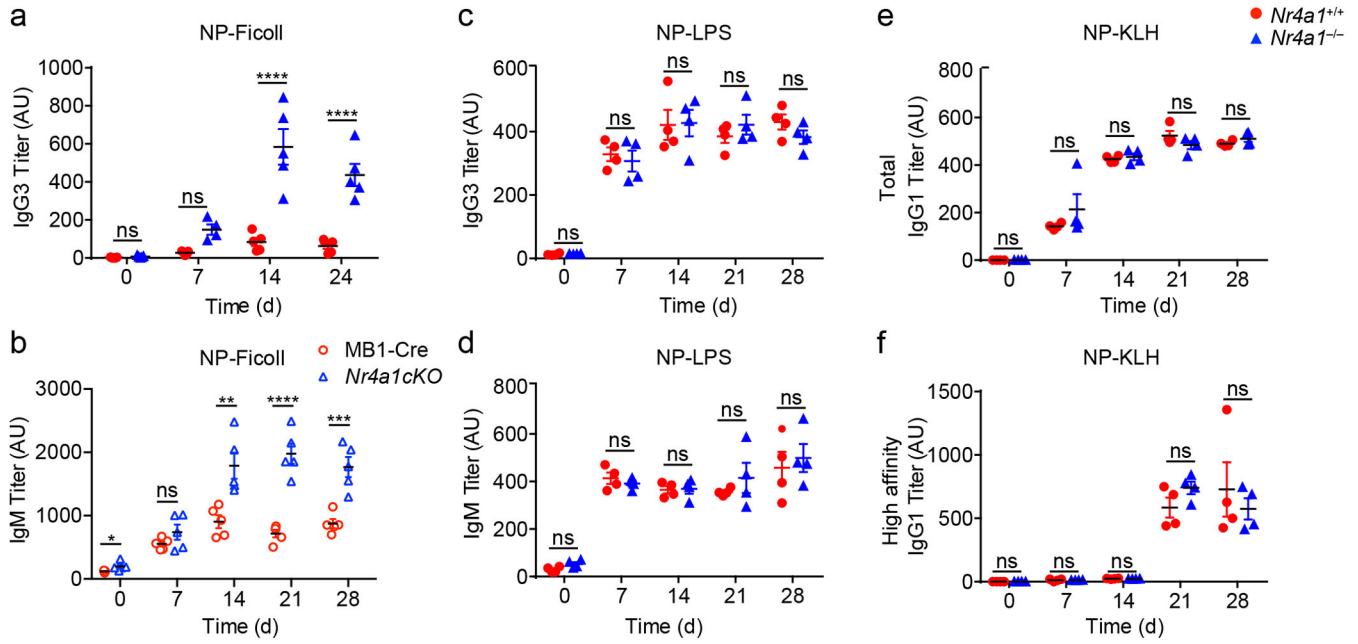 a
NP-Ficoll
IgG3 Titer (AU)
1000
800
600
400
200
0
ns
ns
****
****
0 7 14 24
Time (d)
b
NP-Ficoll
MB1-Cre
Nr4a1cKO
IgM Titer (AU)
3000
2000
1000
0
*
ns
**
****
***
0 7 14 21 28
Time (d)
c
NP-LPS
IgG3 Titer (AU)
600
400
200
0
ns
ns
ns
ns
ns
0 7 14 21 28
Time (d)
d
NP-LPS
IgM Titer (AU)
800
600
400
200
0
ns
ns
ns
ns
ns
0 7 14 21 28
Time (d)
e
NP-KLH
Nr4a1+/+
Nr4a1–/–
Total
IgG1 Titer (AU)
800
600
400
200
0
ns
ns
ns
ns
ns
0 7 14 21 28
Time (d)
f
NP-KLH
High affinity
IgG1 Titer (AU)
1500
1000
500
0
ns
ns
ns
ns
ns
0 7 14 21 28
Time (d)